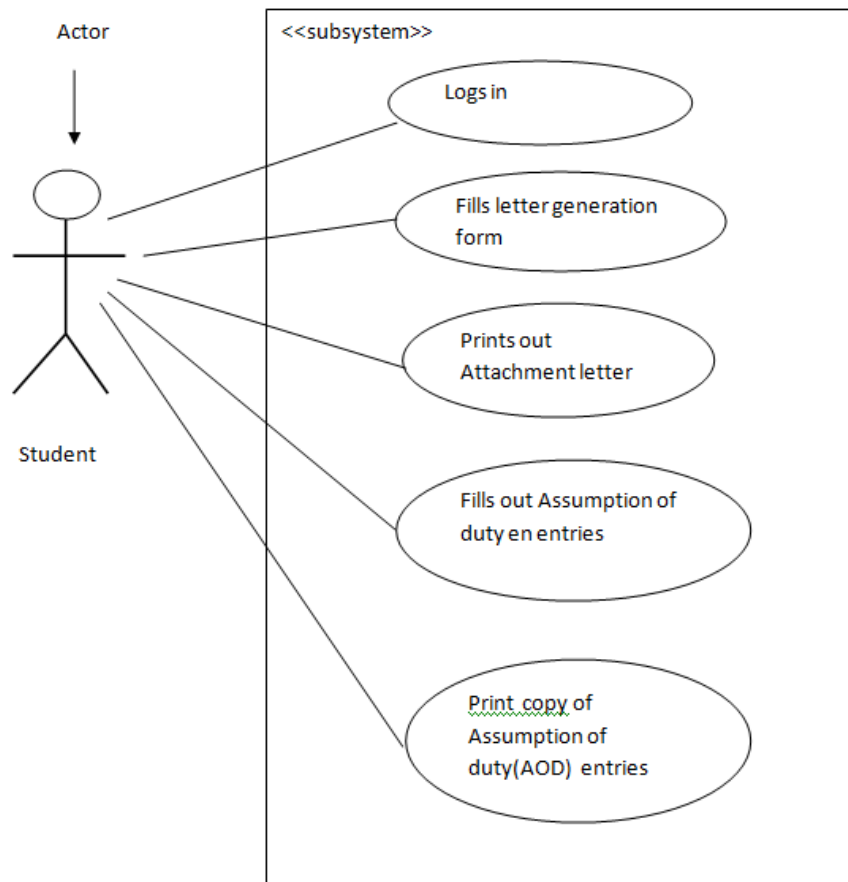 Actor
<<subsystem>>
Logs in
Fills letter generation
form
Prints out
Attachment letter
Student
Fills out Assumption of
duty en entries
Print copy of
Assumption of
duty(AOD) entries